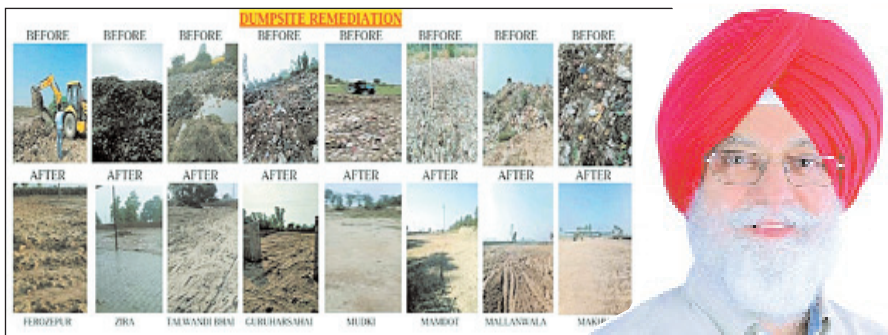 DUMPSITE REMEDIATION
BEFORE BEFORE BEFORE BEFORE BEFORE BEFORE BEFORE BEFORE
AFTER AFTER AFTER AFTER AFTER AFTER AFTER AFTER
FEROZEPUR ZIRA TALWANDI BHAI GURUHARSAHAI MUDKI MAMDOT MALLANWALA